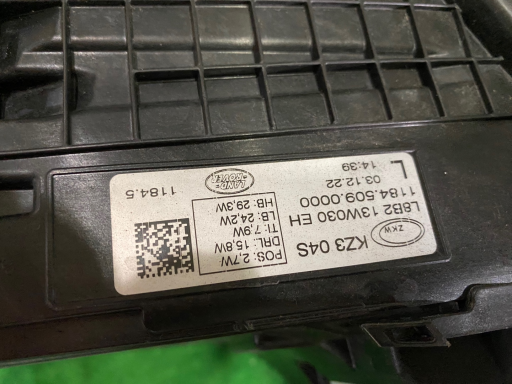 ZKW
KZ3 04S
L8B2 13W030 EH
1184.509.0000
03.12.22
14:39
L
POS: 2,7W
DRL: 15,8W
TI: 7,9W
LB: 24,2W
HB: 29,3W
LAND-
ROVER
1184.5